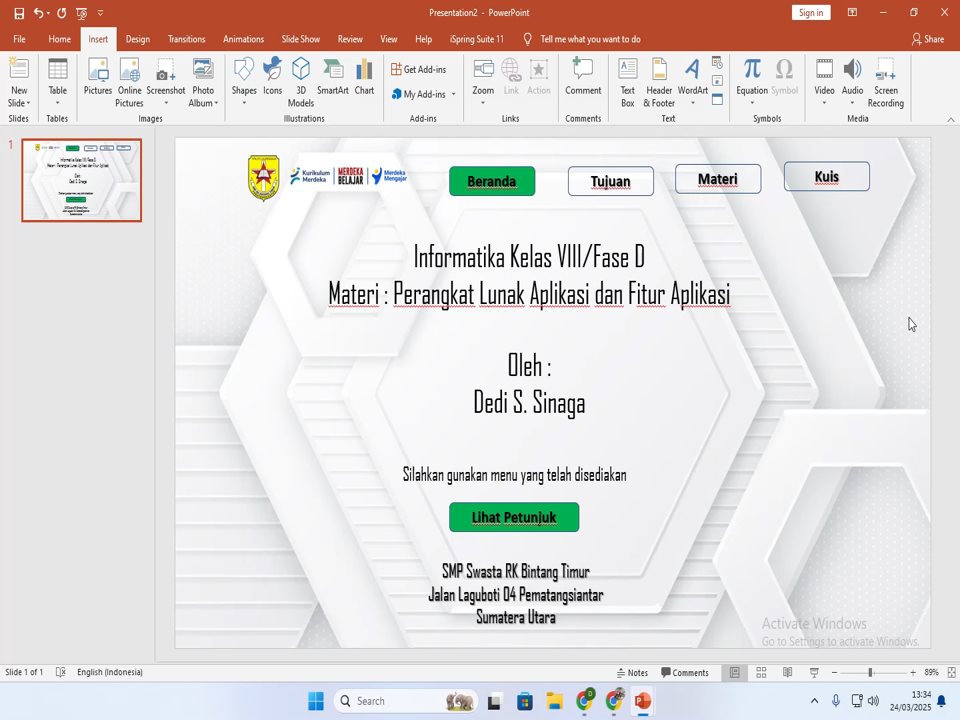 Presentation2 - PowerPoint
Sign in
File Home Insert Design Transitions Animations Slide Show Review View Help iSpring Suite 11 Tell me what you want to do Share
New Slide
Table
Pictures
Online Pictures
Screenshot
Photo Album
Shapes
Icons
3D Models
SmartArt
Chart
Get Add-ins
My Add-ins
Zoom
Link
Action
Comment
Text Box
Header & Footer
WordArt
Equation
Symbol
Video
Audio
Screen Recording
Slides Tables Images Illustrations Add-ins Links Comments Text Symbols Media
1
Kurikulum Merdeka
MERDEKA BELAJAR
Merdeka Mengajar
Beranda
Tujuan
Materi
Kuis
Informatika Kelas VIII/Fase D
Materi : Perangkat Lunak Aplikasi dan Fitur Aplikasi
Oleh :
Dedi S. Sinaga
Silahkan gunakan menu yang telah disediakan
Lihat Petunjuk
SMP Swasta RK Bintang Timur
Jalan Laguboti 04 Pematangsiantar
Sumatera Utara
Activate Windows
Go to Settings to activate Windows.
Slide 1 of 1 English (Indonesia) Notes Comments 89%
Search
13:34
24/03/2025